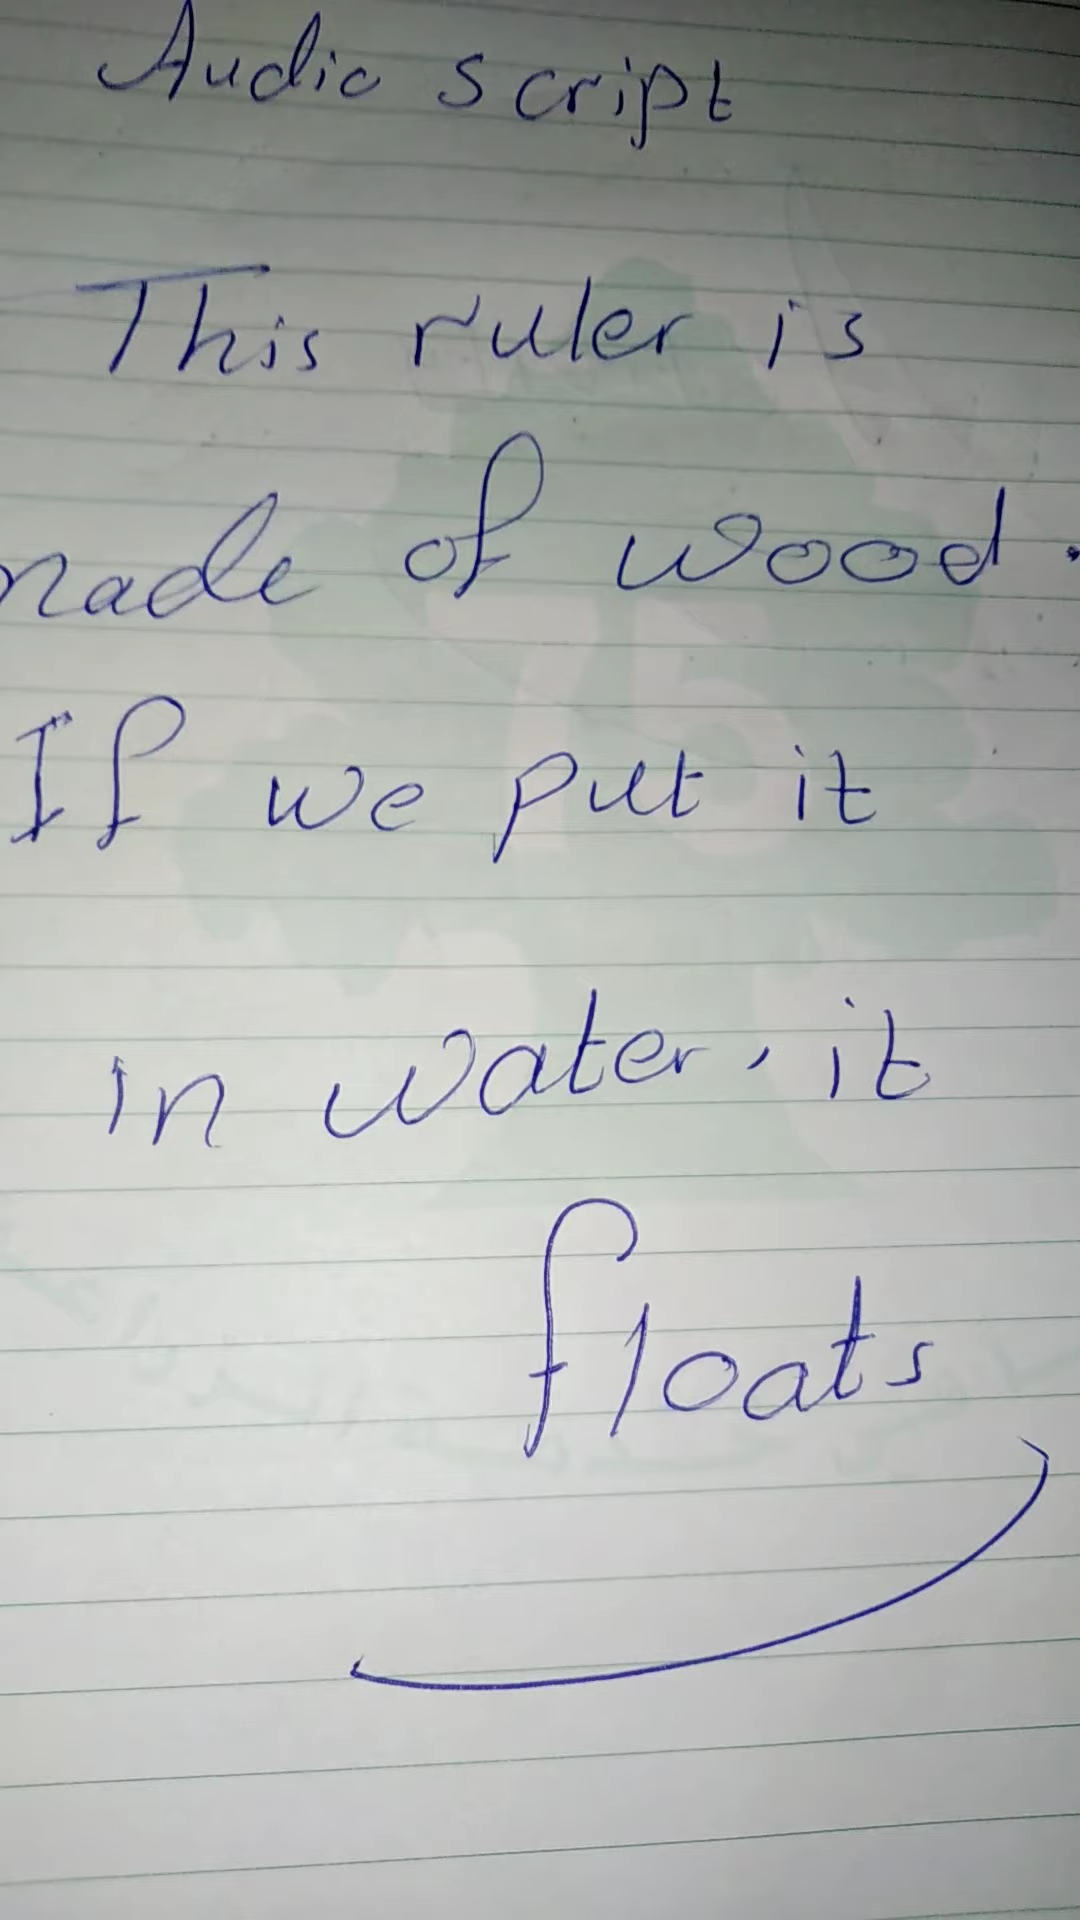 Audio script
This ruler is
made of wood.
If we put it
in water, it
floats